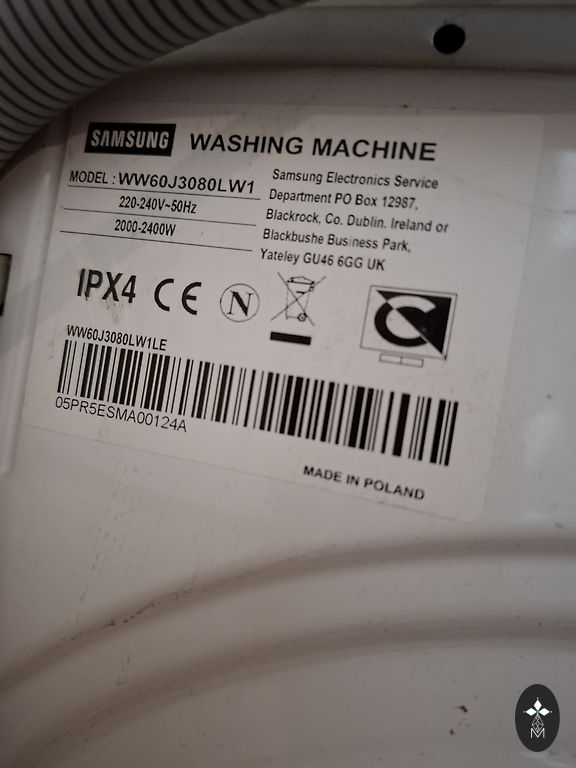 SAMSUNG WASHING MACHINE
MODEL : WW60J3080LW1
220-240V~50Hz
2000-2400W
Samsung Electronics Service
Department PO Box 12987,
Blackrock, Co. Dublin. Ireland or
Blackbushe Business Park,
Yateley GU46 6GG UK
IPX4 CE N
WW60J3080LW1LE
05PR5ESMA00124A
MADE IN POLAND
M